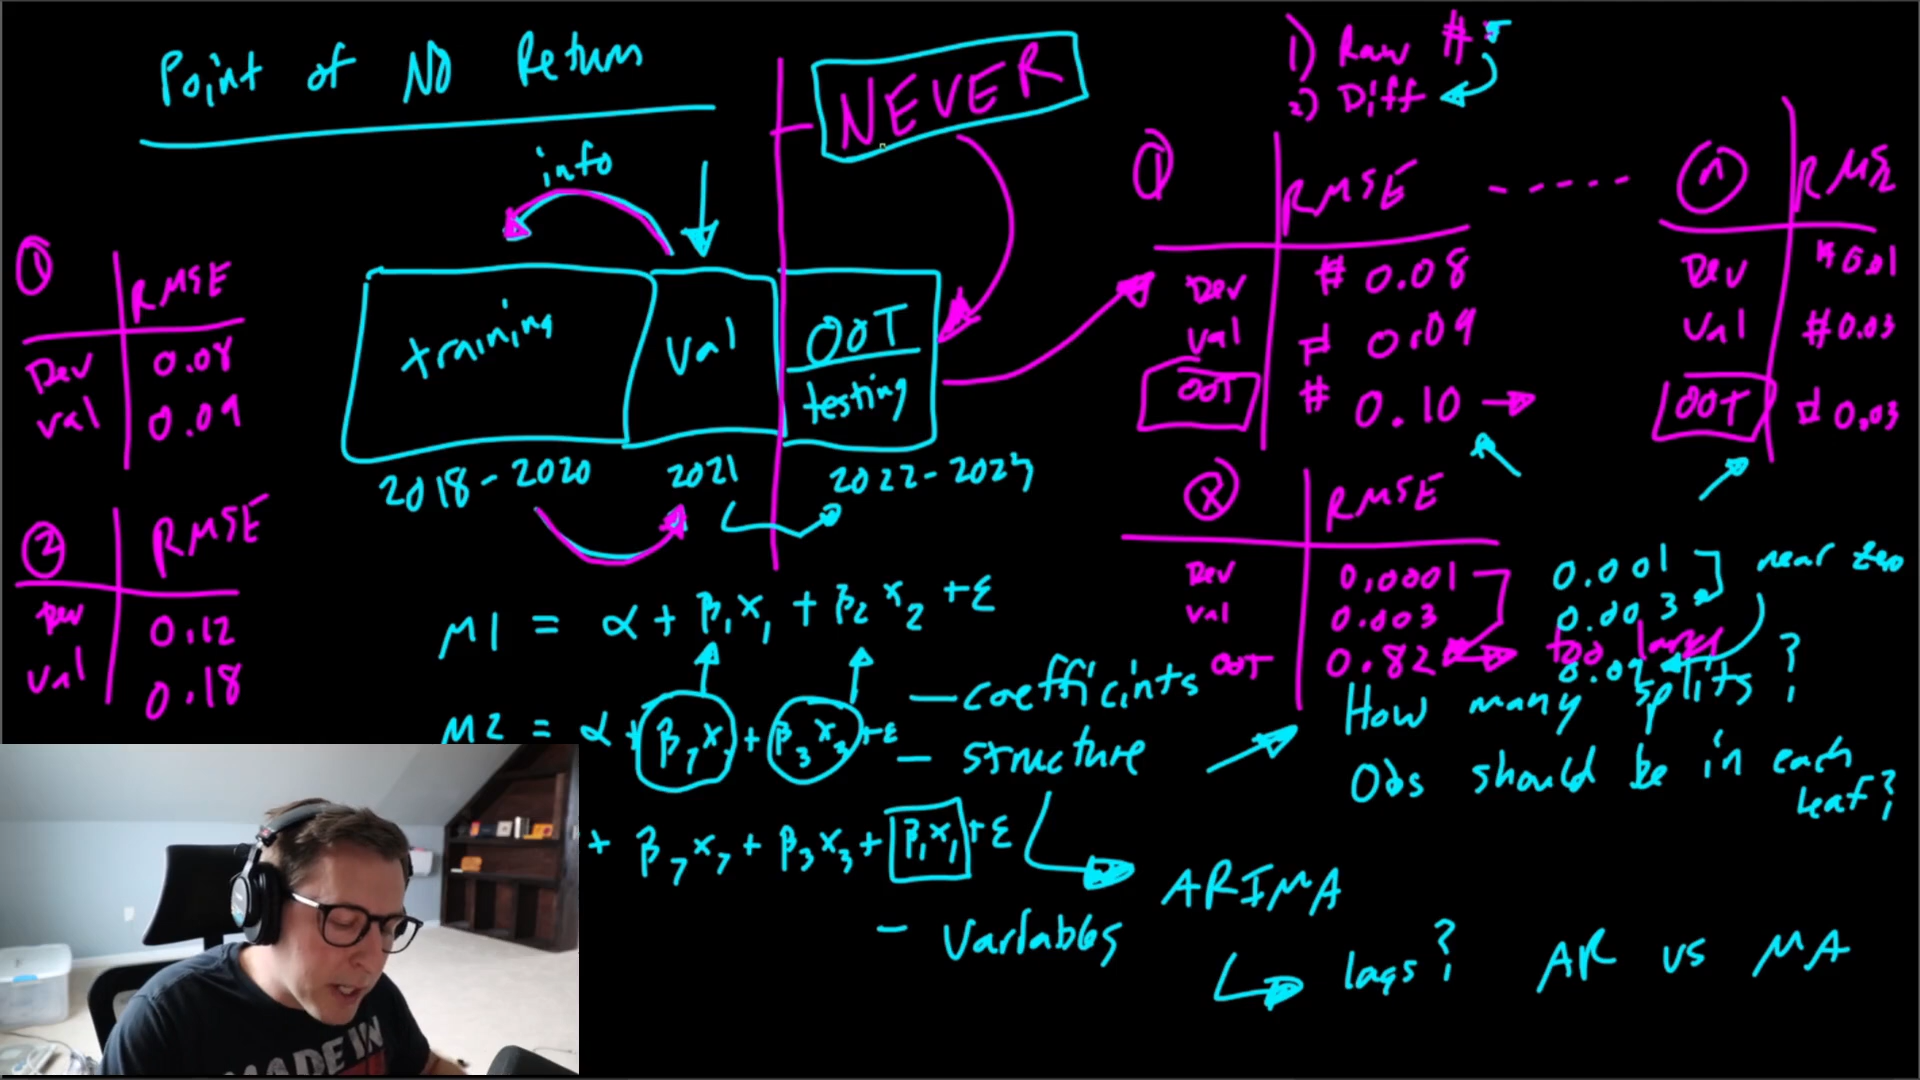 Point of NO Return
NEVER
info
training
val
OOT
testing
2018-2020
2021
2022-2023
① RMSE
Dev 0.08
val 0.09
② RMSE
Dev 0.12
val 0.18
1) Raw #s
2) Diff
① RMSE
Dev # 0.08
val # 0.09
OOT # 0.10
-----
ⓝ RMSE
Dev # 0.01
val # 0.03
OOT # 0.03
ⓧ RMSE
Dev 0.0001
val 0.003
OOT 0.82
too large
0.001
0.003
near zero
M1 = α + β₁x₁ + β₂x₂ + ε
M2 = α + β₇x₇ + β₃x₃ + ε
+ β₇x₇ + β₃x₃ + β₁x₁ + ε
- coefficints
- structure
- variables
How many splits?
Obs should be in each
leaf?
ARIMA
lags? AR vs MA
MADE IN